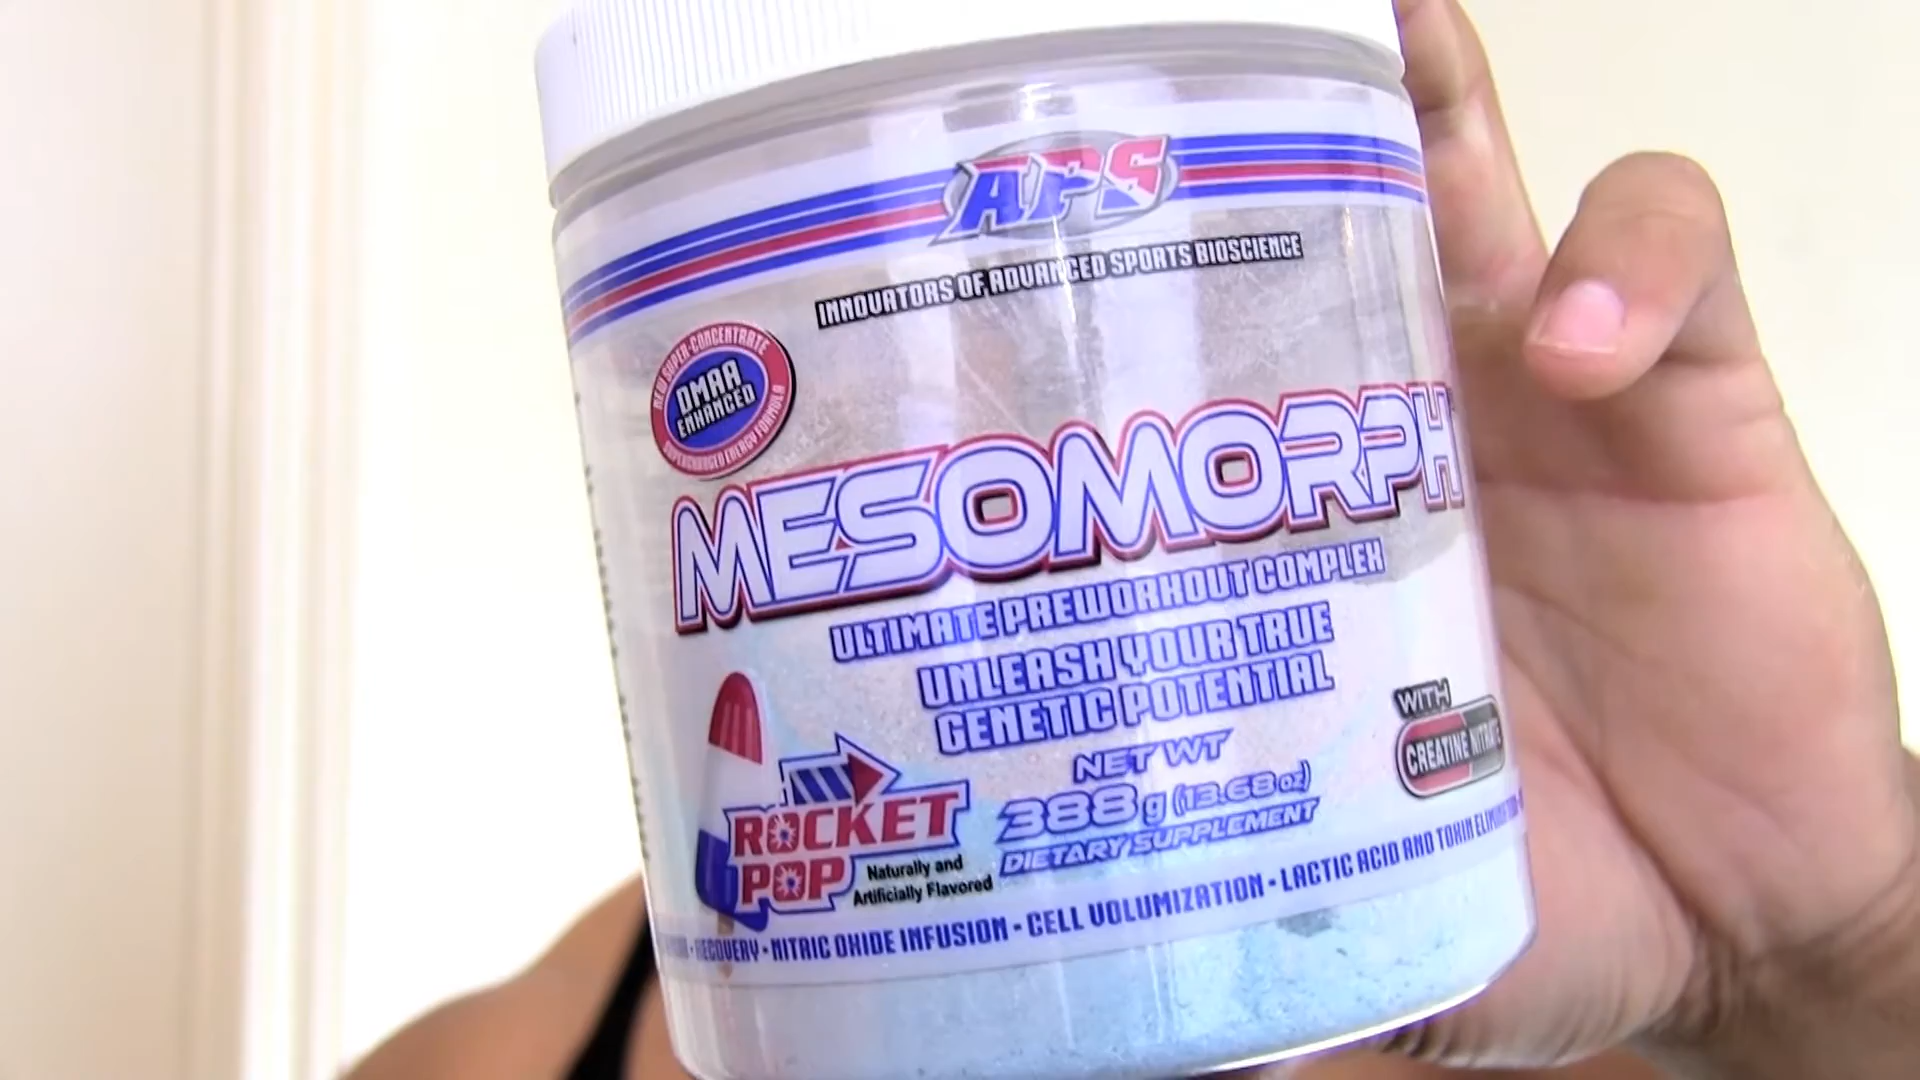 APS
INNOVATORS OF ADVANCED SPORTS BIOSCIENCE
NEW SUPER-CONCENTRATE
DMAA
ENHANCED
SUPERCHARGED ENERGY FORMULA
MESOMORPH
ULTIMATE PREWORKOUT COMPLEX
UNLEASH YOUR TRUE
GENETIC POTENTIAL
WITH
CREATINE NITRATE
NET WT
388 g (13.68 oz)
DIETARY SUPPLEMENT
ROCKET
POP
Naturally and
Artificially Flavored
RECOVERY - NITRIC OXIDE INFUSION - CELL VOLUMIZATION - LACTIC ACID AND TOXIN